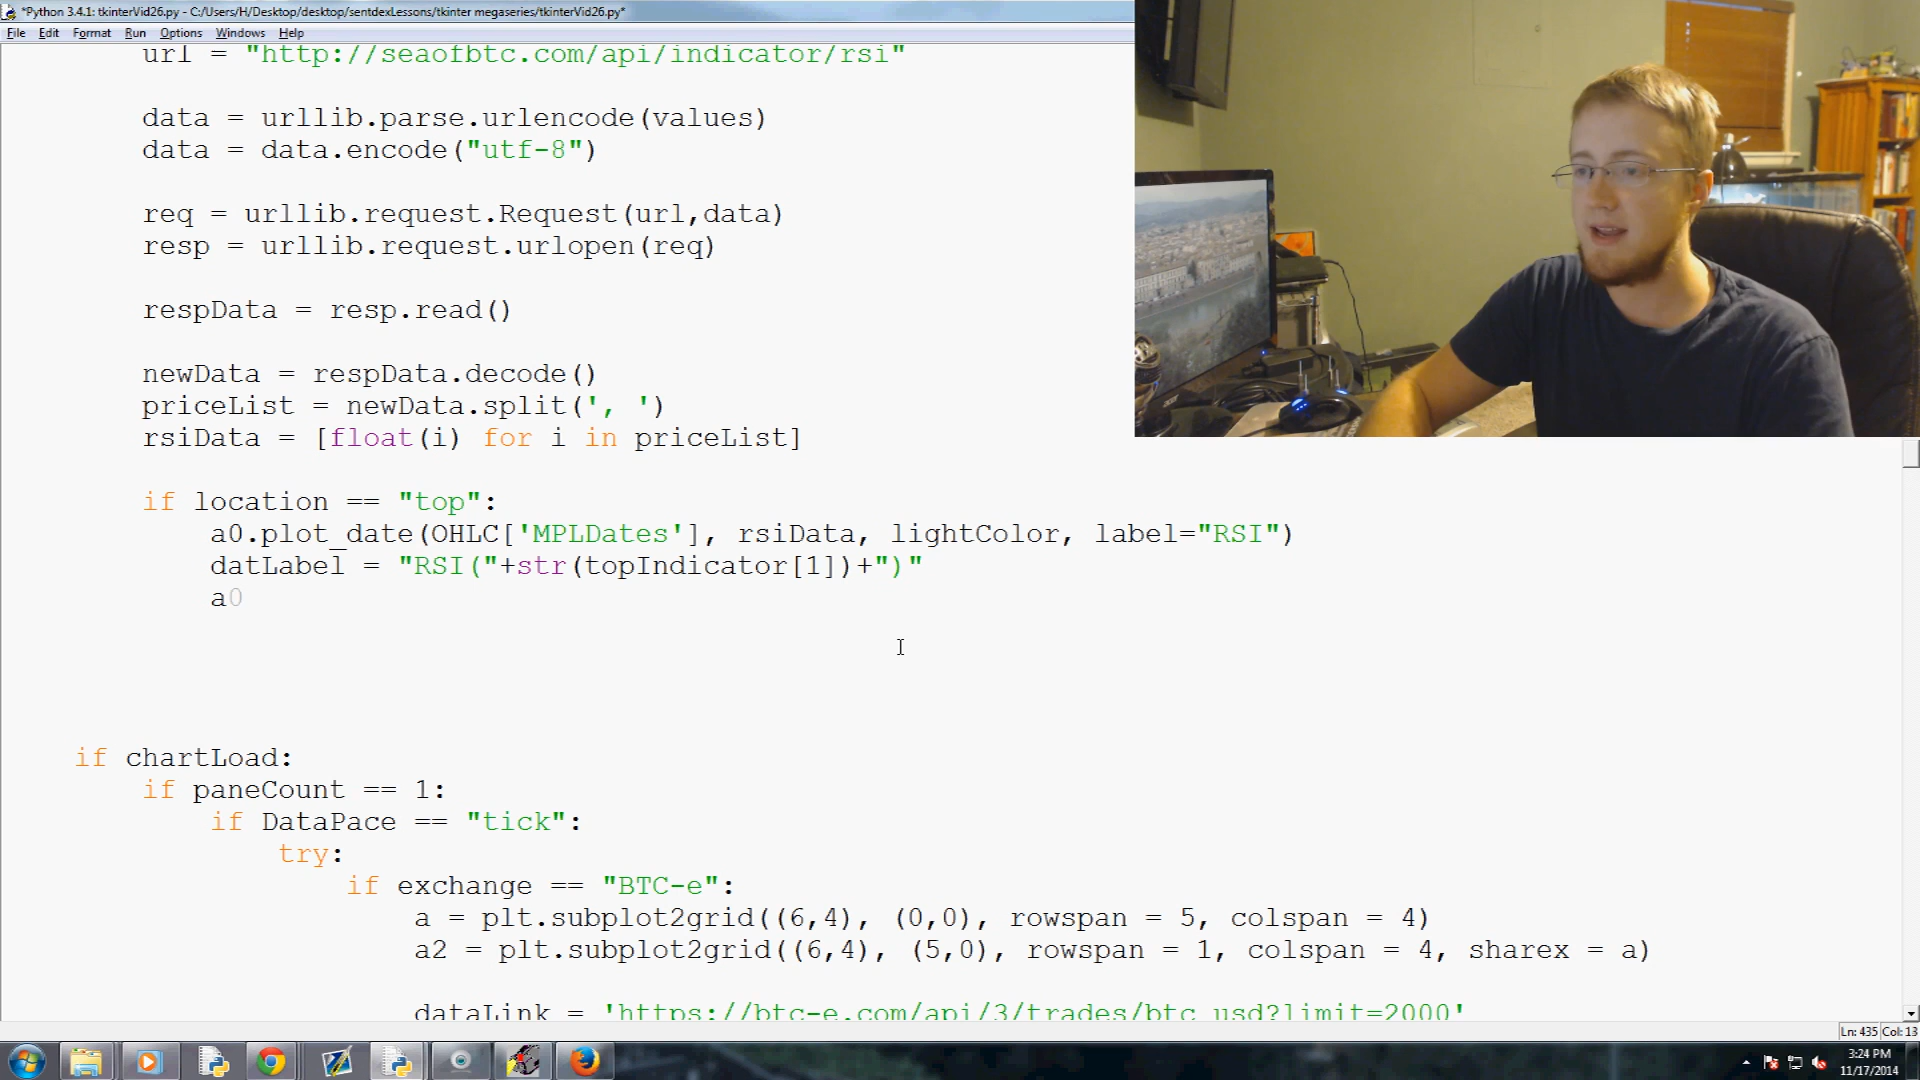 *Python 3.4.1: tkinterVid26.py - C:/Users/H/Desktop/desktop/sentdexLessons/tkinter megaseries/tkinterVid26.py*
File Edit Format Run Options Windows Help
url = "http://seaofbtc.com/api/indicator/rsi"
data = urllib.parse.urlencode(values)
data = data.encode("utf-8")
req = urllib.request.Request(url,data)
resp = urllib.request.urlopen(req)
respData = resp.read()
newData = respData.decode()
priceList = newData.split(', ')
rsiData = [float(i) for i in priceList]
if location == "top":
a0.plot_date(OHLC['MPLDates'], rsiData, lightColor, label="RSI")
datLabel = "RSI("+str(topIndicator[1])+")"
a0
if chartLoad:
if paneCount == 1:
if DataPace == "tick":
try:
if exchange == "BTC-e":
a = plt.subplot2grid((6,4), (0,0), rowspan = 5, colspan = 4)
a2 = plt.subplot2grid((6,4), (5,0), rowspan = 1, colspan = 4, sharex = a)
dataLink = 'https://btc-e.com/api/3/trades/btc_usd?limit=2000'
Ln: 435 Col: 13
3:24 PM
11/17/2014